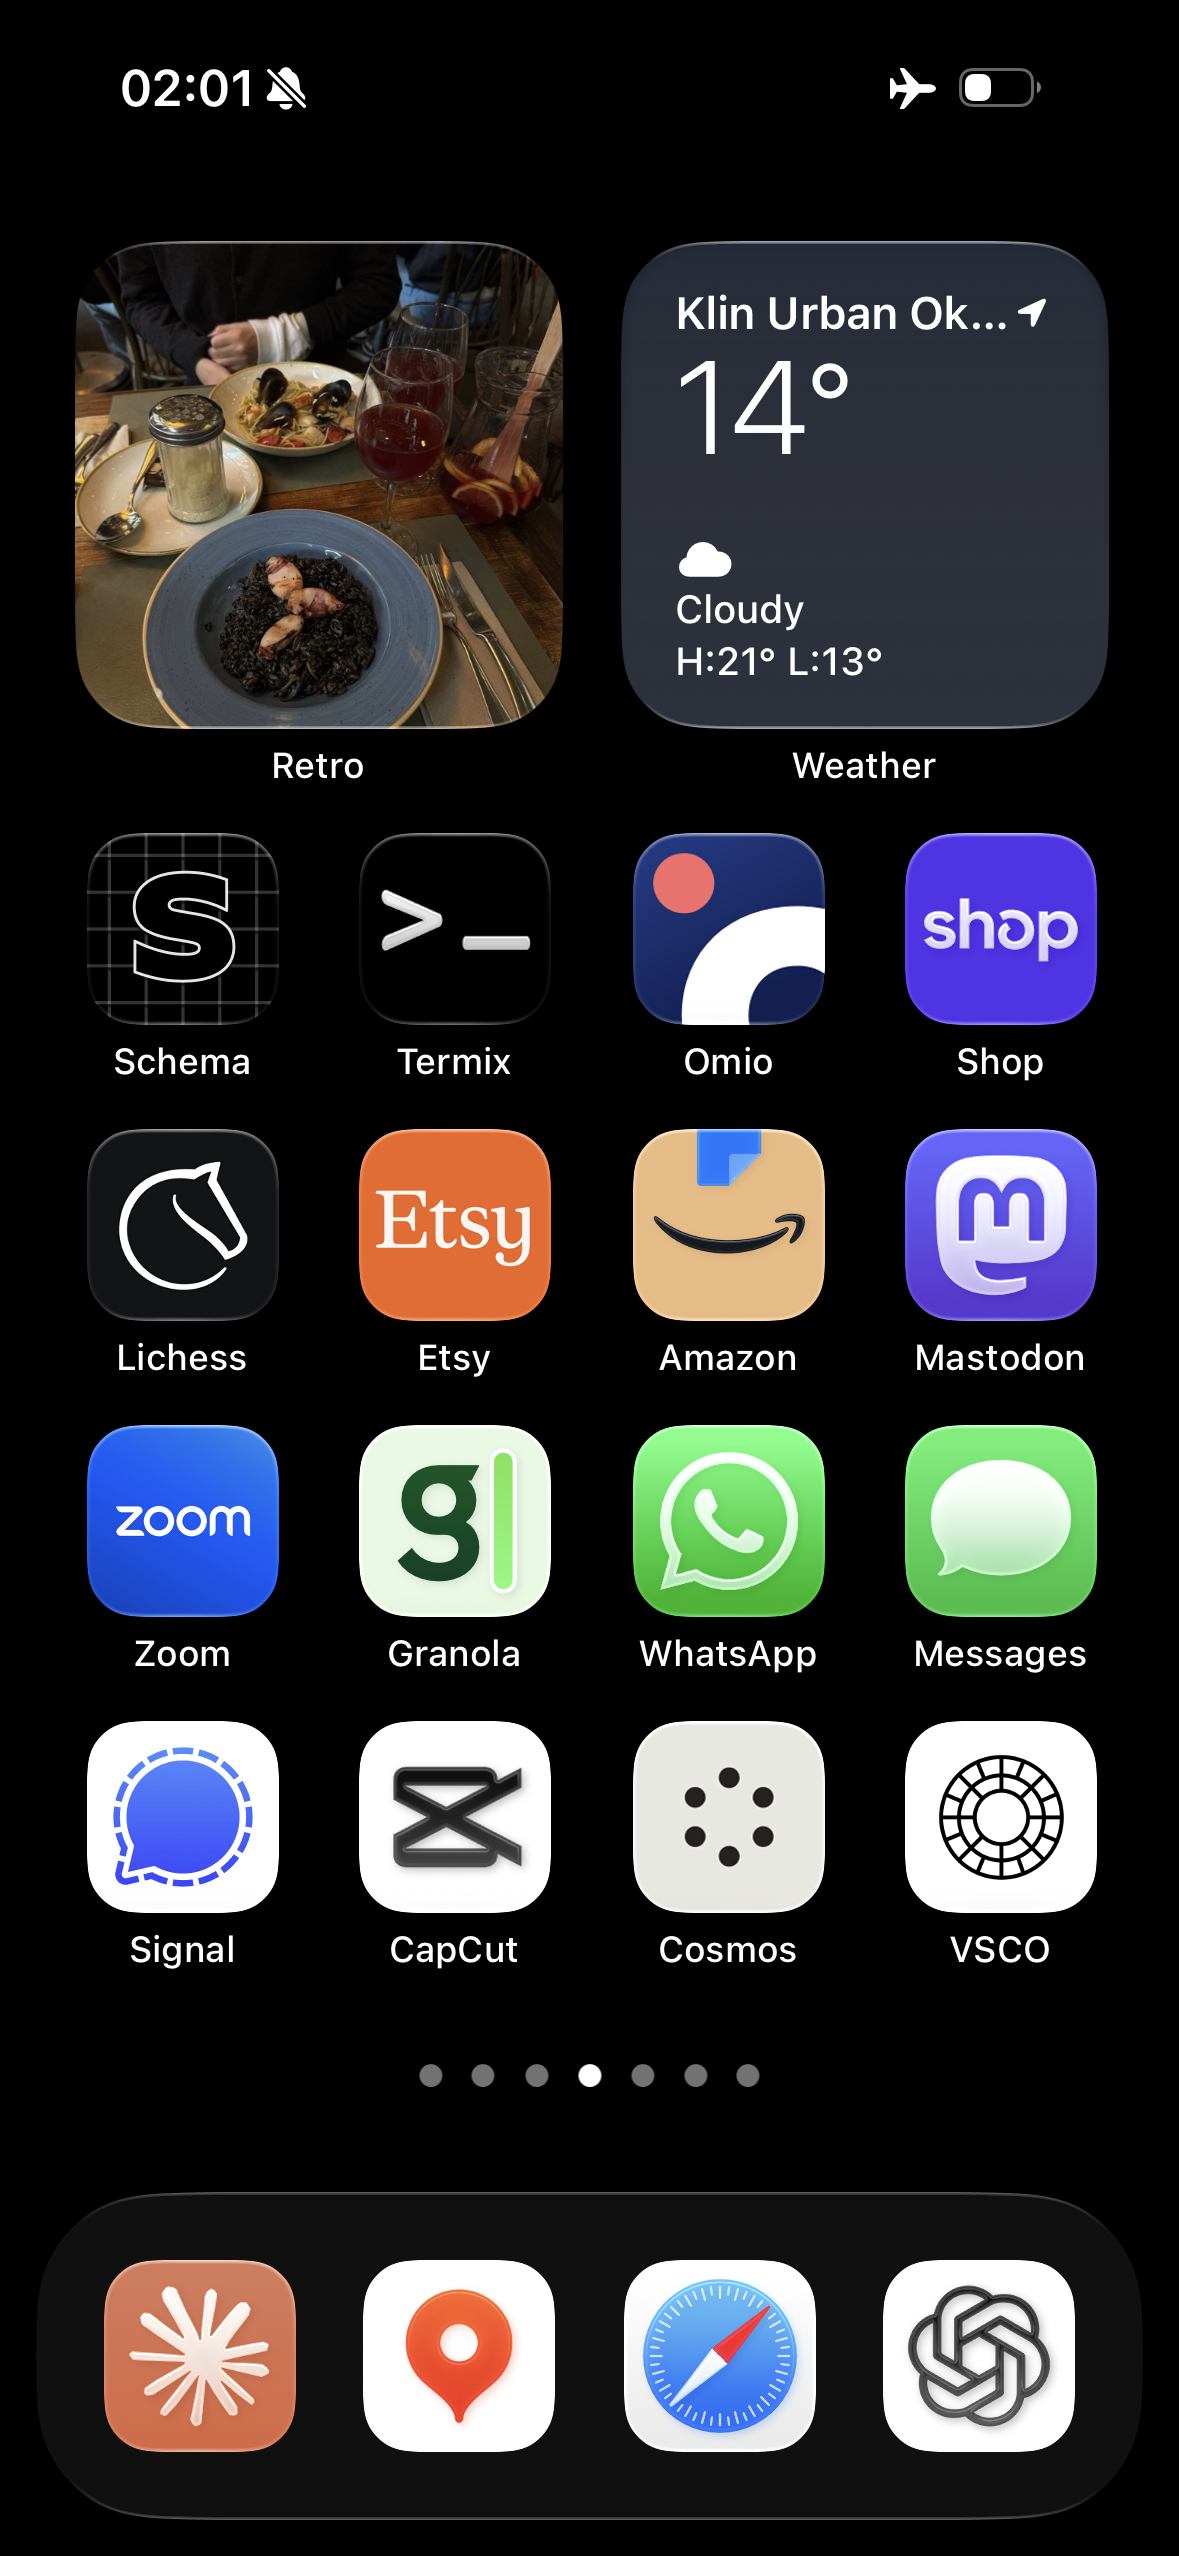 02:01
Klin Urban Ok...
14°
Cloudy
H:21° L:13°
Retro
Weather
S
>_
shop
Schema
Termix
Omio
Shop
Etsy
m
Lichess
Etsy
Amazon
Mastodon
zoom
g
Zoom
Granola
WhatsApp
Messages
Signal
CapCut
Cosmos
VSCO